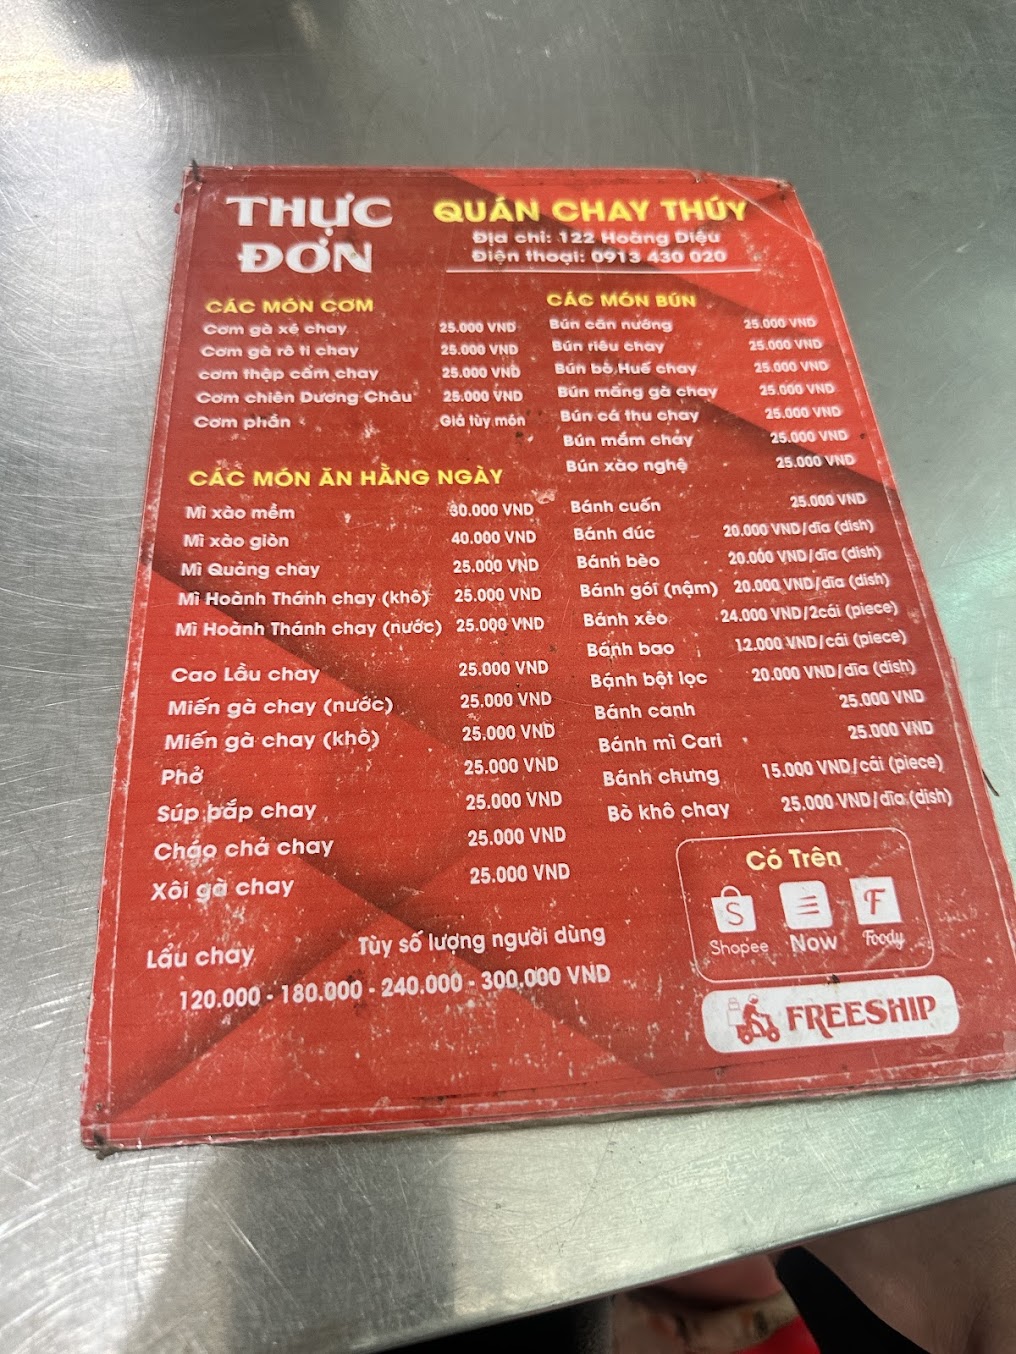 THỰC
ĐƠN
QUÁN CHAY THÚY
Địa chỉ: 122 Hoàng Diệu
Điện thoại: 0913 430 020
CÁC MÓN CƠM
Cơm gà xé chay 25.000 VND
Cơm gà rô ti chay 25.000 VND
cơm thập cẩm chay 25.000 VND
Cơm chiên Dương Châu 25.000 VND
Cơm phần Giá tùy món
CÁC MÓN BÚN
Bún căn nướng 25.000 VND
Bún riêu chay 25.000 VND
Bún bò Huế chay 25.000 VND
Bún măng gà chay 25.000 VND
Bún cá thu chay 25.000 VND
Bún mắm chay 25.000 VND
Bún xào nghệ 25.000 VND
CÁC MÓN ĂN HẰNG NGÀY
Mì xào mềm 30.000 VND
Mì xào giòn 40.000 VND
Mì Quảng chay 25.000 VND
Mì Hoành Thánh chay (khô) 25.000 VND
Mì Hoành Thánh chay (nước) 25.000 VND
Cao Lầu chay 25.000 VND
Miến gà chay (nước) 25.000 VND
Miến gà chay (khô) 25.000 VND
Phở 25.000 VND
Súp bắp chay 25.000 VND
Cháo chả chay 25.000 VND
Xôi gà chay 25.000 VND
Bánh cuốn 25.000 VND
Bánh đúc 20.000 VND/dĩa (dish)
Bánh bèo 20.000 VND/dĩa (dish)
Bánh gói (nậm) 20.000 VND/dĩa (dish)
Bánh xèo 24.000 VND/2cái (piece)
Bánh bao 12.000 VND/cái (piece)
Bánh bột lọc 20.000 VND/dĩa (dish)
Bánh canh 25.000 VND
Bánh mì Cari 25.000 VND
Bánh chưng 15.000 VND/cái (piece)
Bò khô chay 25.000 VND/dĩa (dish)
Lẩu chay Tùy số lượng người dùng
120.000 - 180.000 - 240.000 - 300.000 VND
Có Trên
S
F
Shopee
Now
Foody
FREESHIP